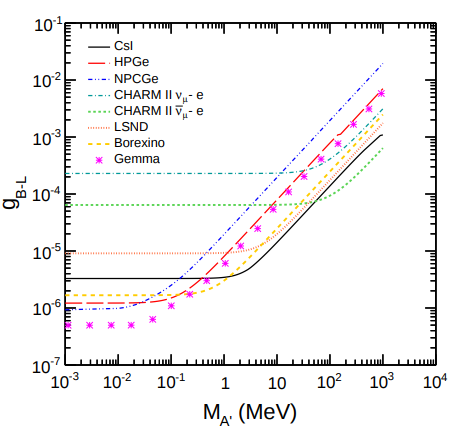 10⁻¹
10⁻²
10⁻³
10⁻⁴
10⁻⁵
10⁻⁶
10⁻⁷
g_B-L
CsI
HPGe
NPCGe
CHARM II ν_μ- e
CHARM II ν̅_μ- e
LSND
Borexino
Gemma
10⁻³ 10⁻² 10⁻¹ 1 10 10² 10³ 10⁴
M_A' (MeV)